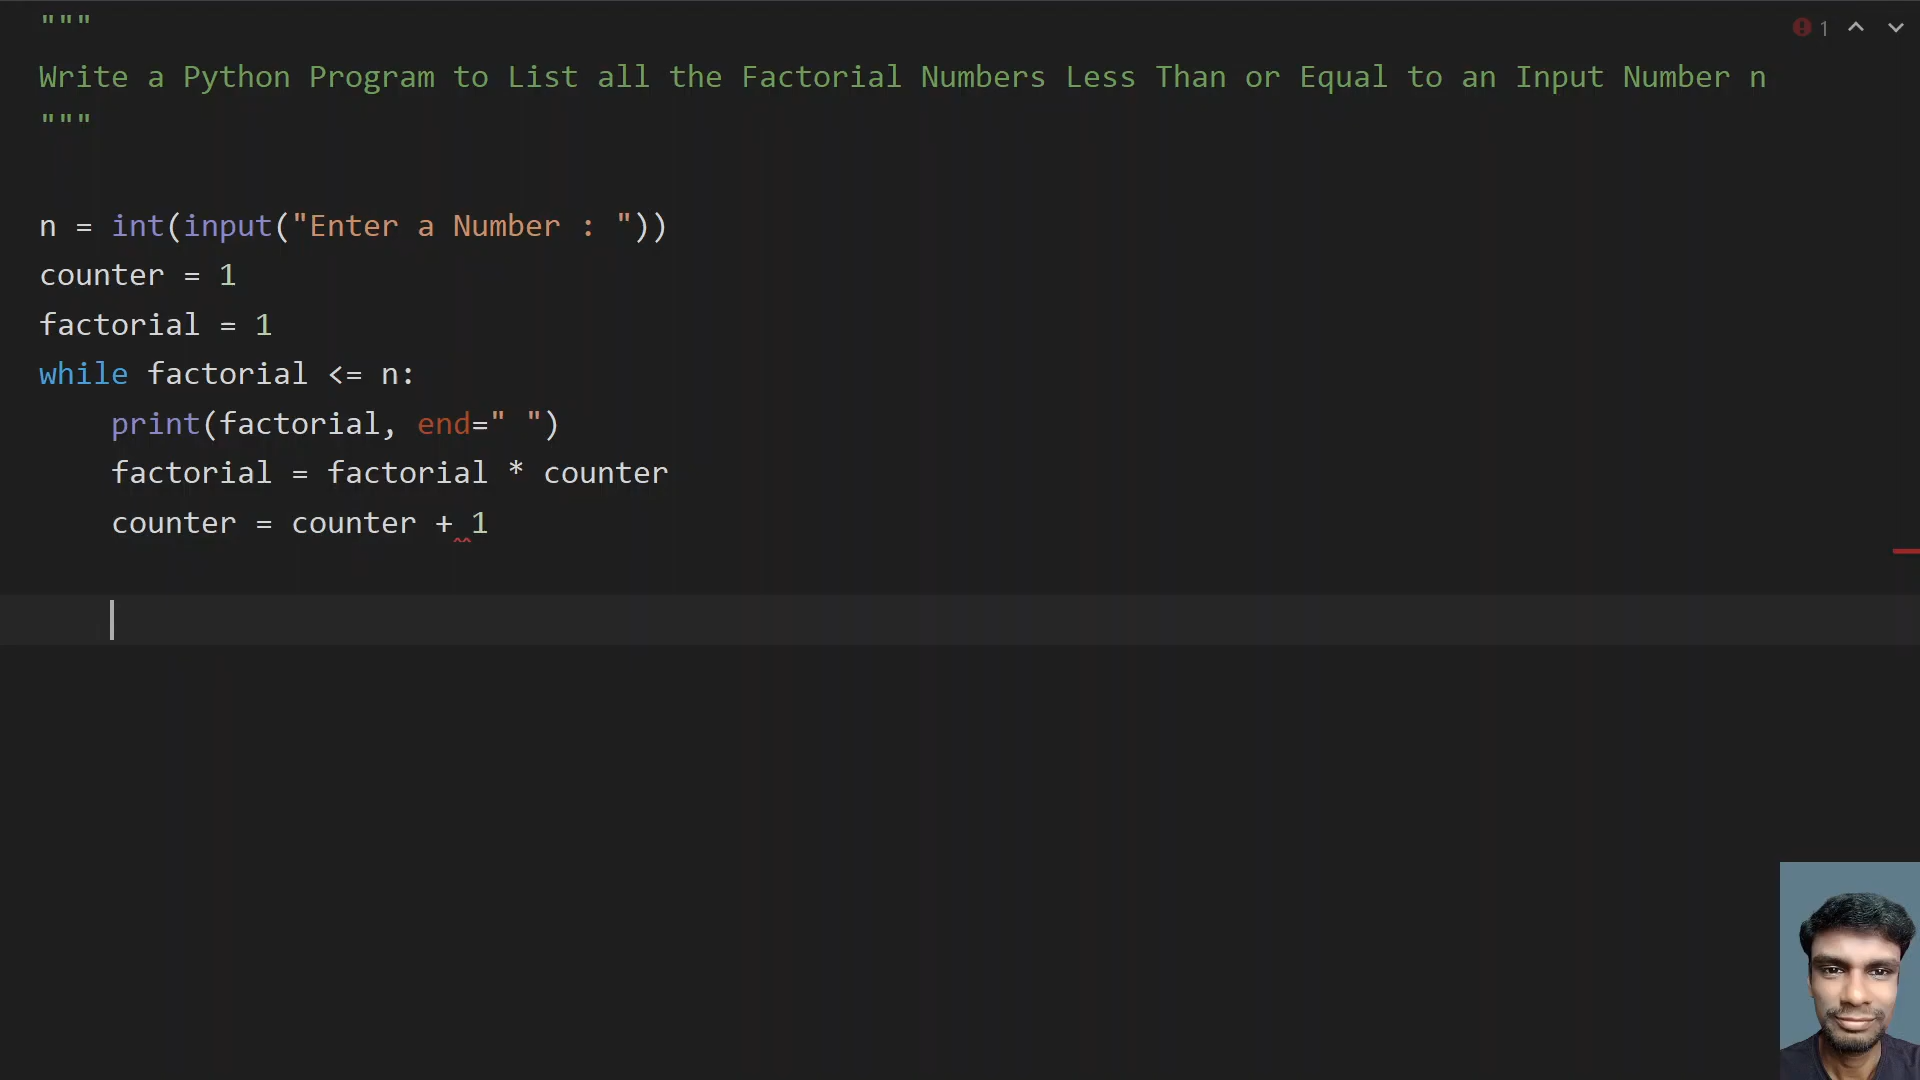 """
Write a Python Program to List all the Factorial Numbers Less Than or Equal to an Input Number n
"""
n = int(input("Enter a Number : "))
counter = 1
factorial = 1
while factorial <= n:
    print(factorial, end=" ")
    factorial = factorial * counter
    counter = counter + 1
1